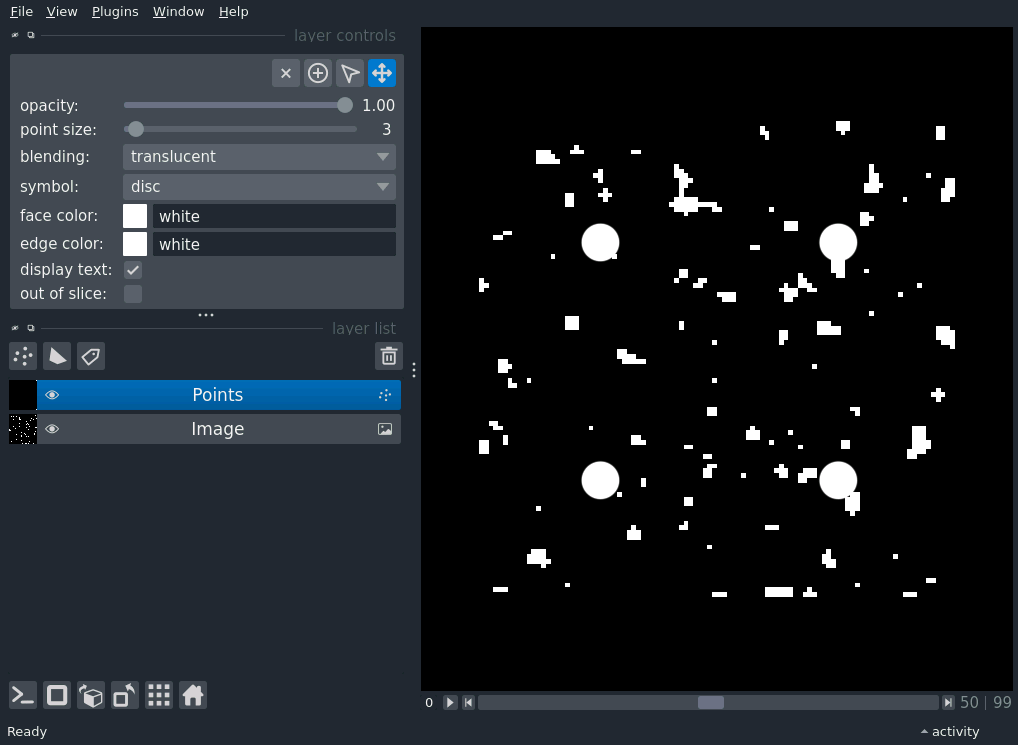 File View Plugins Window Help
layer controls
opacity: 1.00
point size: 3
blending: translucent
symbol: disc
face color: white
edge color: white
display text:
out of slice:
layer list
Points
Image
0 50 | 99
Ready activity